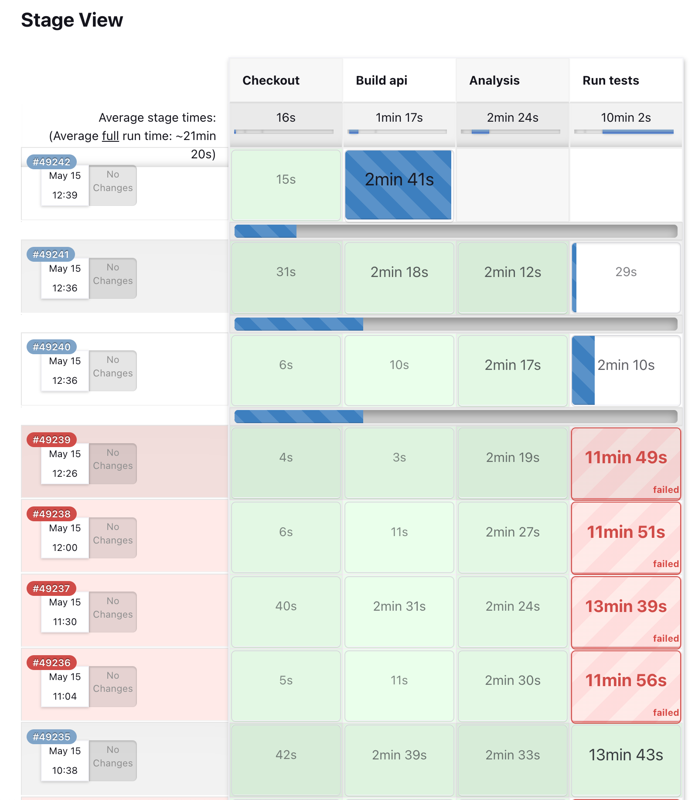 Stage View
Checkout Build api Analysis Run tests
Average stage times:
(Average full run time: ~21min
20s)
16s 1min 17s 2min 24s 10min 2s
#49242
May 15
12:39
No
Changes
15s 2min 41s
#49241
May 15
12:36
No
Changes
31s 2min 18s 2min 12s 29s
#49240
May 15
12:36
No
Changes
6s 10s 2min 17s 2min 10s
#49239
May 15
12:26
No
Changes
4s 3s 2min 19s 11min 49s
failed
#49238
May 15
12:00
No
Changes
6s 11s 2min 27s 11min 51s
failed
#49237
May 15
11:30
No
Changes
40s 2min 31s 2min 24s 13min 39s
failed
#49236
May 15
11:04
No
Changes
5s 11s 2min 30s 11min 56s
failed
#49235
May 15
10:38
No
Changes
42s 2min 39s 2min 33s 13min 43s